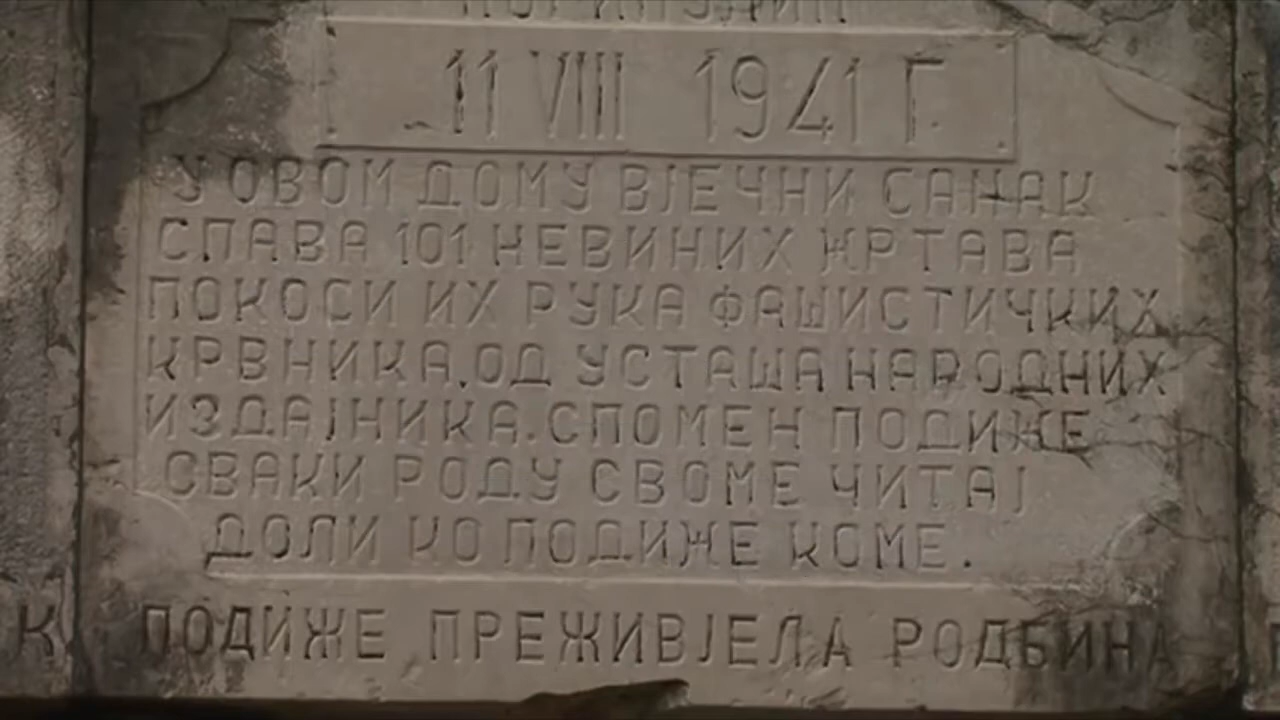 11 VIII 1941 Г.
У ОВОМ ДОМУ ВЈЕЧНИ САНАК
СПАВА 101 НЕВИНИХ ЖРТАВА
ПОКОСИ ИХ РУКА ФАШИСТИЧКИХ
КРВНИКА.ОД УСТАША НАРОДНИХ
ИЗДАЈНИКА.СПОМЕН ПОДИЖЕ
СВАКИ РОДУ СВОМЕ ЧИТАЈ
ДОЛИ КО ПОДИЖЕ КОМЕ.
ПОДИЖЕ ПРЕЖИВЈЕЛА РОДБИНА